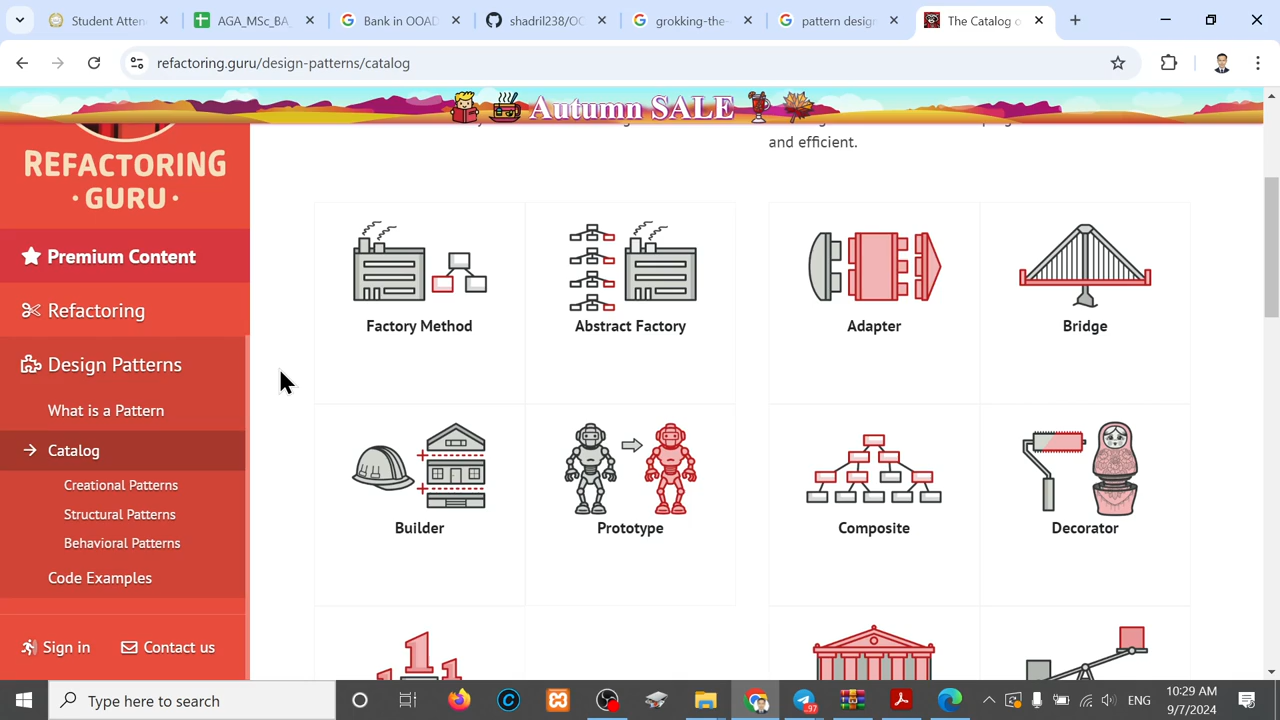 Student Atten
AGA_MSc_BA_
Bank in OOAD
shadril238/OO
grokking-the-
pattern desig
The Catalog o
refactoring.guru/design-patterns/catalog
Autumn SALE
and efficient.
REFACTORING
· GURU ·
Premium Content
Refactoring
Design Patterns
What is a Pattern
Catalog
Creational Patterns
Structural Patterns
Behavioral Patterns
Code Examples
Sign in
Contact us
Factory Method
Abstract Factory
Adapter
Bridge
Builder
Prototype
Composite
Decorator
Type here to search
97
ENG
10:29 AM
9/7/2024